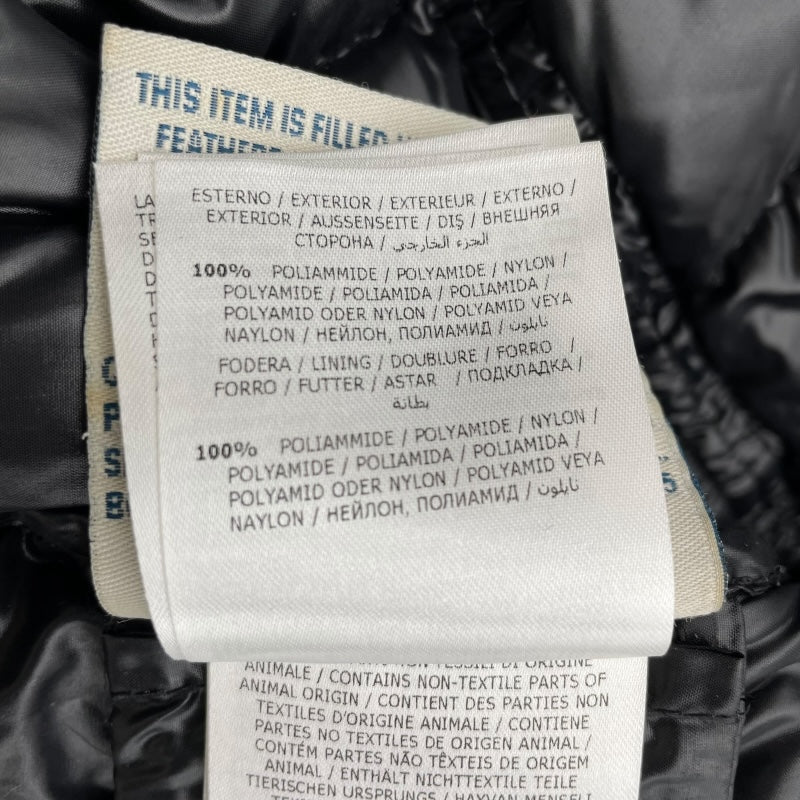 THIS ITEM IS FILLED
ESTERNO / EXTERIOR / EXTERIEUR / EXTERNO /
EXTERIOR / AUSSENSEITE / DIŞ / ВНЕШНЯЯ
СТОРОНА / الجزء الخارجي
100% POLIAMMIDE / POLYAMIDE / NYLON /
POLYAMIDE / POLIAMIDA / POLIAMIDA /
POLYAMID ODER NYLON / POLYAMID VEYA
NAYLON / НЕЙЛОН, ПОЛИАМИД / نايلون
FODERA / LINING / DOUBLURE / FORRO /
FORRO / FUTTER / ASTAR / ПОДКЛАДКА /
بطانة
100% POLIAMMIDE / POLYAMIDE / NYLON /
POLYAMIDE / POLIAMIDA / POLIAMIDA /
POLYAMID ODER NYLON / POLYAMID VEYA
NAYLON / НЕЙЛОН, ПОЛИАМИД / نايلون
TESSILI DI ORIGINE
ANIMALE / CONTAINS NON-TEXTILE PARTS OF
ANIMAL ORIGIN / CONTIENT DES PARTIES NON
TEXTILES D'ORIGINE ANIMALE / CONTIENE
PARTES NO TEXTILES DE ORIGEN ANIMAL /
CONTÉM PARTES NÃO TÊXTEIS DE ORIGEM
ANIMAL / ENTHÄLT NICHTTEXTILE TEILE
TIERISCHEN URSPRUNGS / HAYVAN MENŞELİ